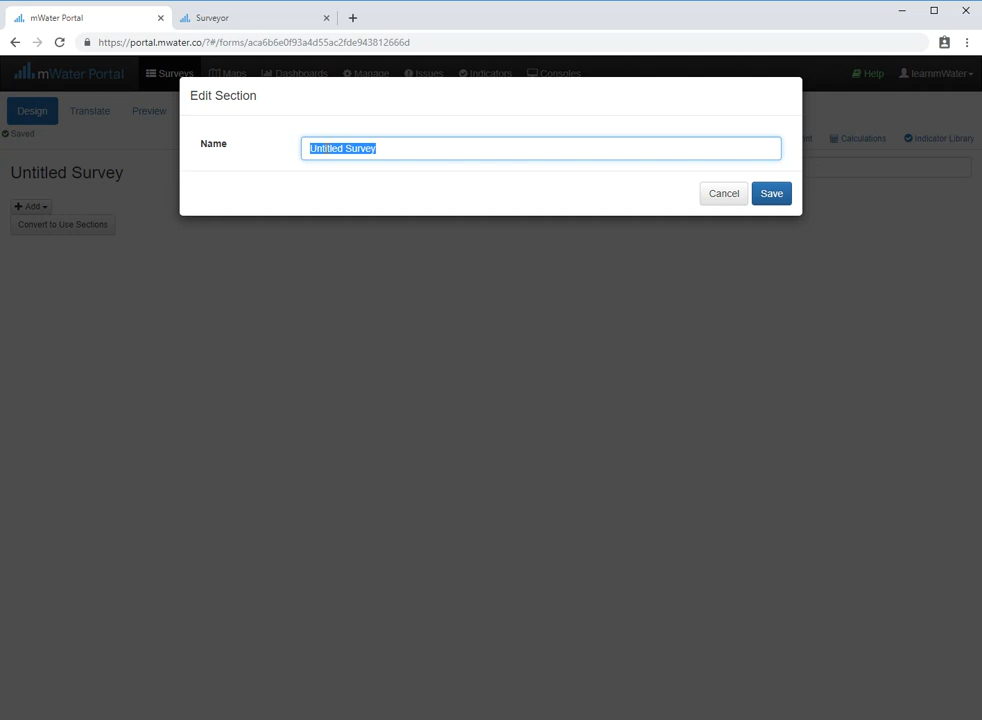 mWater Portal
Surveyor
https://portal.mwater.co/?#/forms/aca6b6e0f93a4d55ac2fde943812666d
mWater Portal Surveys Maps Dashboards Manage Issues Indicators Consoles Help learnmWater
Edit Section
Design Translate Preview
Saved
Calculations Indicator Library
Name Untitled Survey
Untitled Survey
Cancel Save
Add
Convert to Use Sections